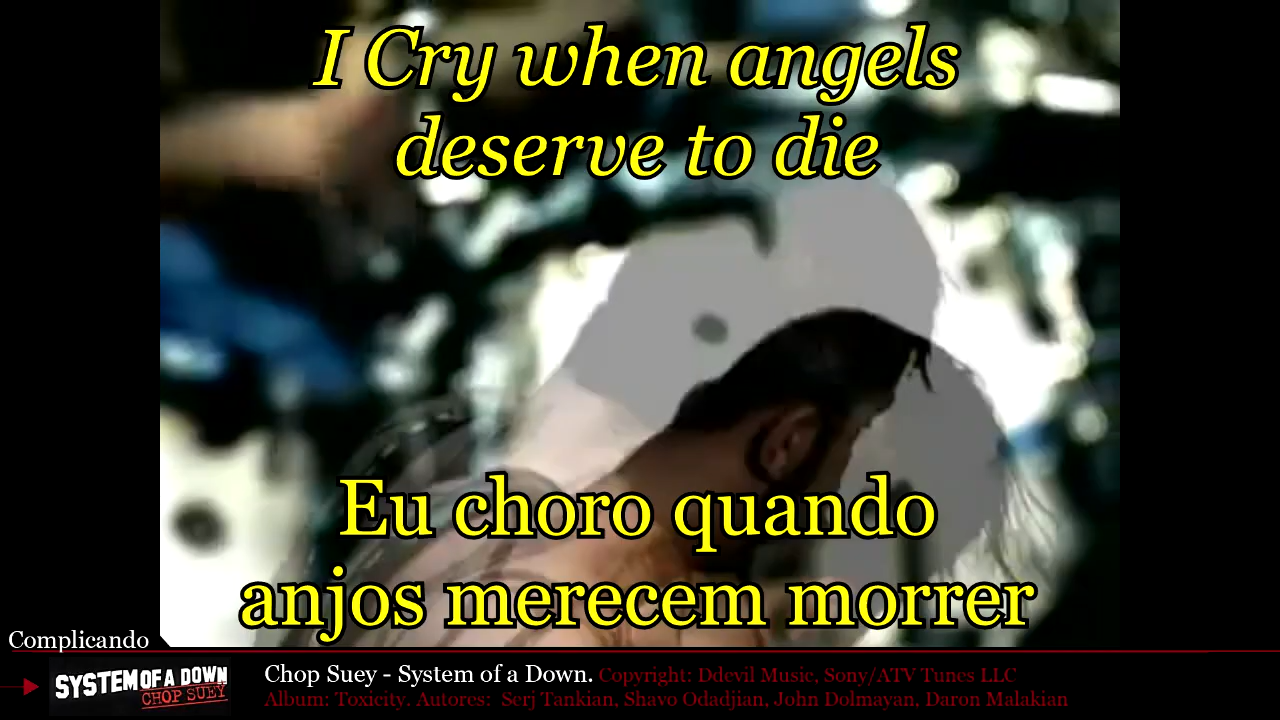 I Cry when angels
deserve to die
Eu choro quando
anjos merecem morrer
Complicando
SYSTEM OF A DOWN
CHOP SUEY
Chop Suey - System of a Down. Copyright: Ddevil Music, Sony/ATV Tunes LLC
Album: Toxicity. Autores: Serj Tankian, Shavo Odadjian, John Dolmayan, Daron Malakian